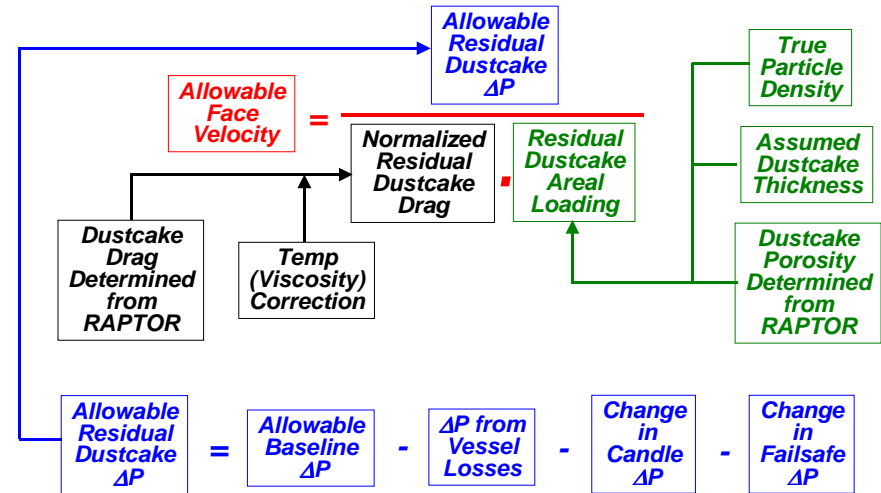 Allowable
Residual
Dustcake
ΔP
True
Particle
Density
Allowable
Face
Velocity
=
Normalized
Residual
Dustcake
Drag
.
Residual
Dustcake
Areal
Loading
Assumed
Dustcake
Thickness
Dustcake
Drag
Determined
from
RAPTOR
Temp
(Viscosity)
Correction
Dustcake
Porosity
Determined
from
RAPTOR
Allowable
Residual
Dustcake
ΔP
=
Allowable
Baseline
ΔP
-
ΔP from
Vessel
Losses
-
Change
in
Candle
ΔP
-
Change
in
Failsafe
ΔP